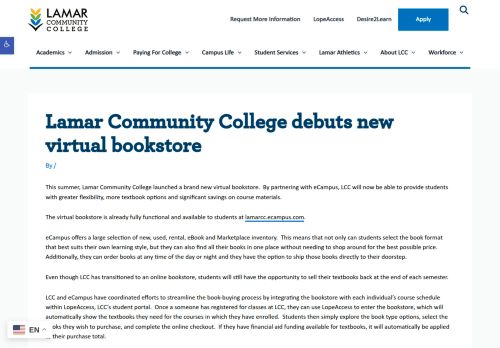 LAMAR
COMMUNITY
COLLEGE
Request More Information LopeAccess Desire2Learn Apply
Academics Admission Paying For College Campus Life Student Services Lamar Athletics About LCC Workforce
Lamar Community College debuts new
virtual bookstore
By /
This summer, Lamar Community College launched a brand new virtual bookstore.  By partnering with eCampus, LCC will now be able to provide students
with greater flexibility, more textbook options and significant savings on course materials.
The virtual bookstore is already fully functional and available to students at lamarcc.ecampus.com.
eCampus offers a large selection of new, used, rental, eBook and Marketplace inventory.  This means that not only can students select the book format
that best suits their own learning style, but they can also find all their books in one place without needing to shop around for the best possible price.
Additionally, they can order books at any time of the day or night and they have the option to ship those books directly to their doorstep.
Even though LCC has transitioned to an online bookstore, students will still have the opportunity to sell their textbooks back at the end of each semester.
LCC and eCampus have coordinated efforts to streamline the book-buying process by integrating the bookstore with each individual's course schedule
within LopeAccess, LCC's student portal.  Once a someone has registered for classes at LCC, they can use LopeAccess to enter the bookstore, which will
automatically show the textbooks they need for the courses in which they have enrolled.  Students then simply explore the book type options, select the
oks they wish to purchase, and complete the online checkout.  If they have financial aid funding available for textbooks, it will automatically be applied
their purchase total.
EN